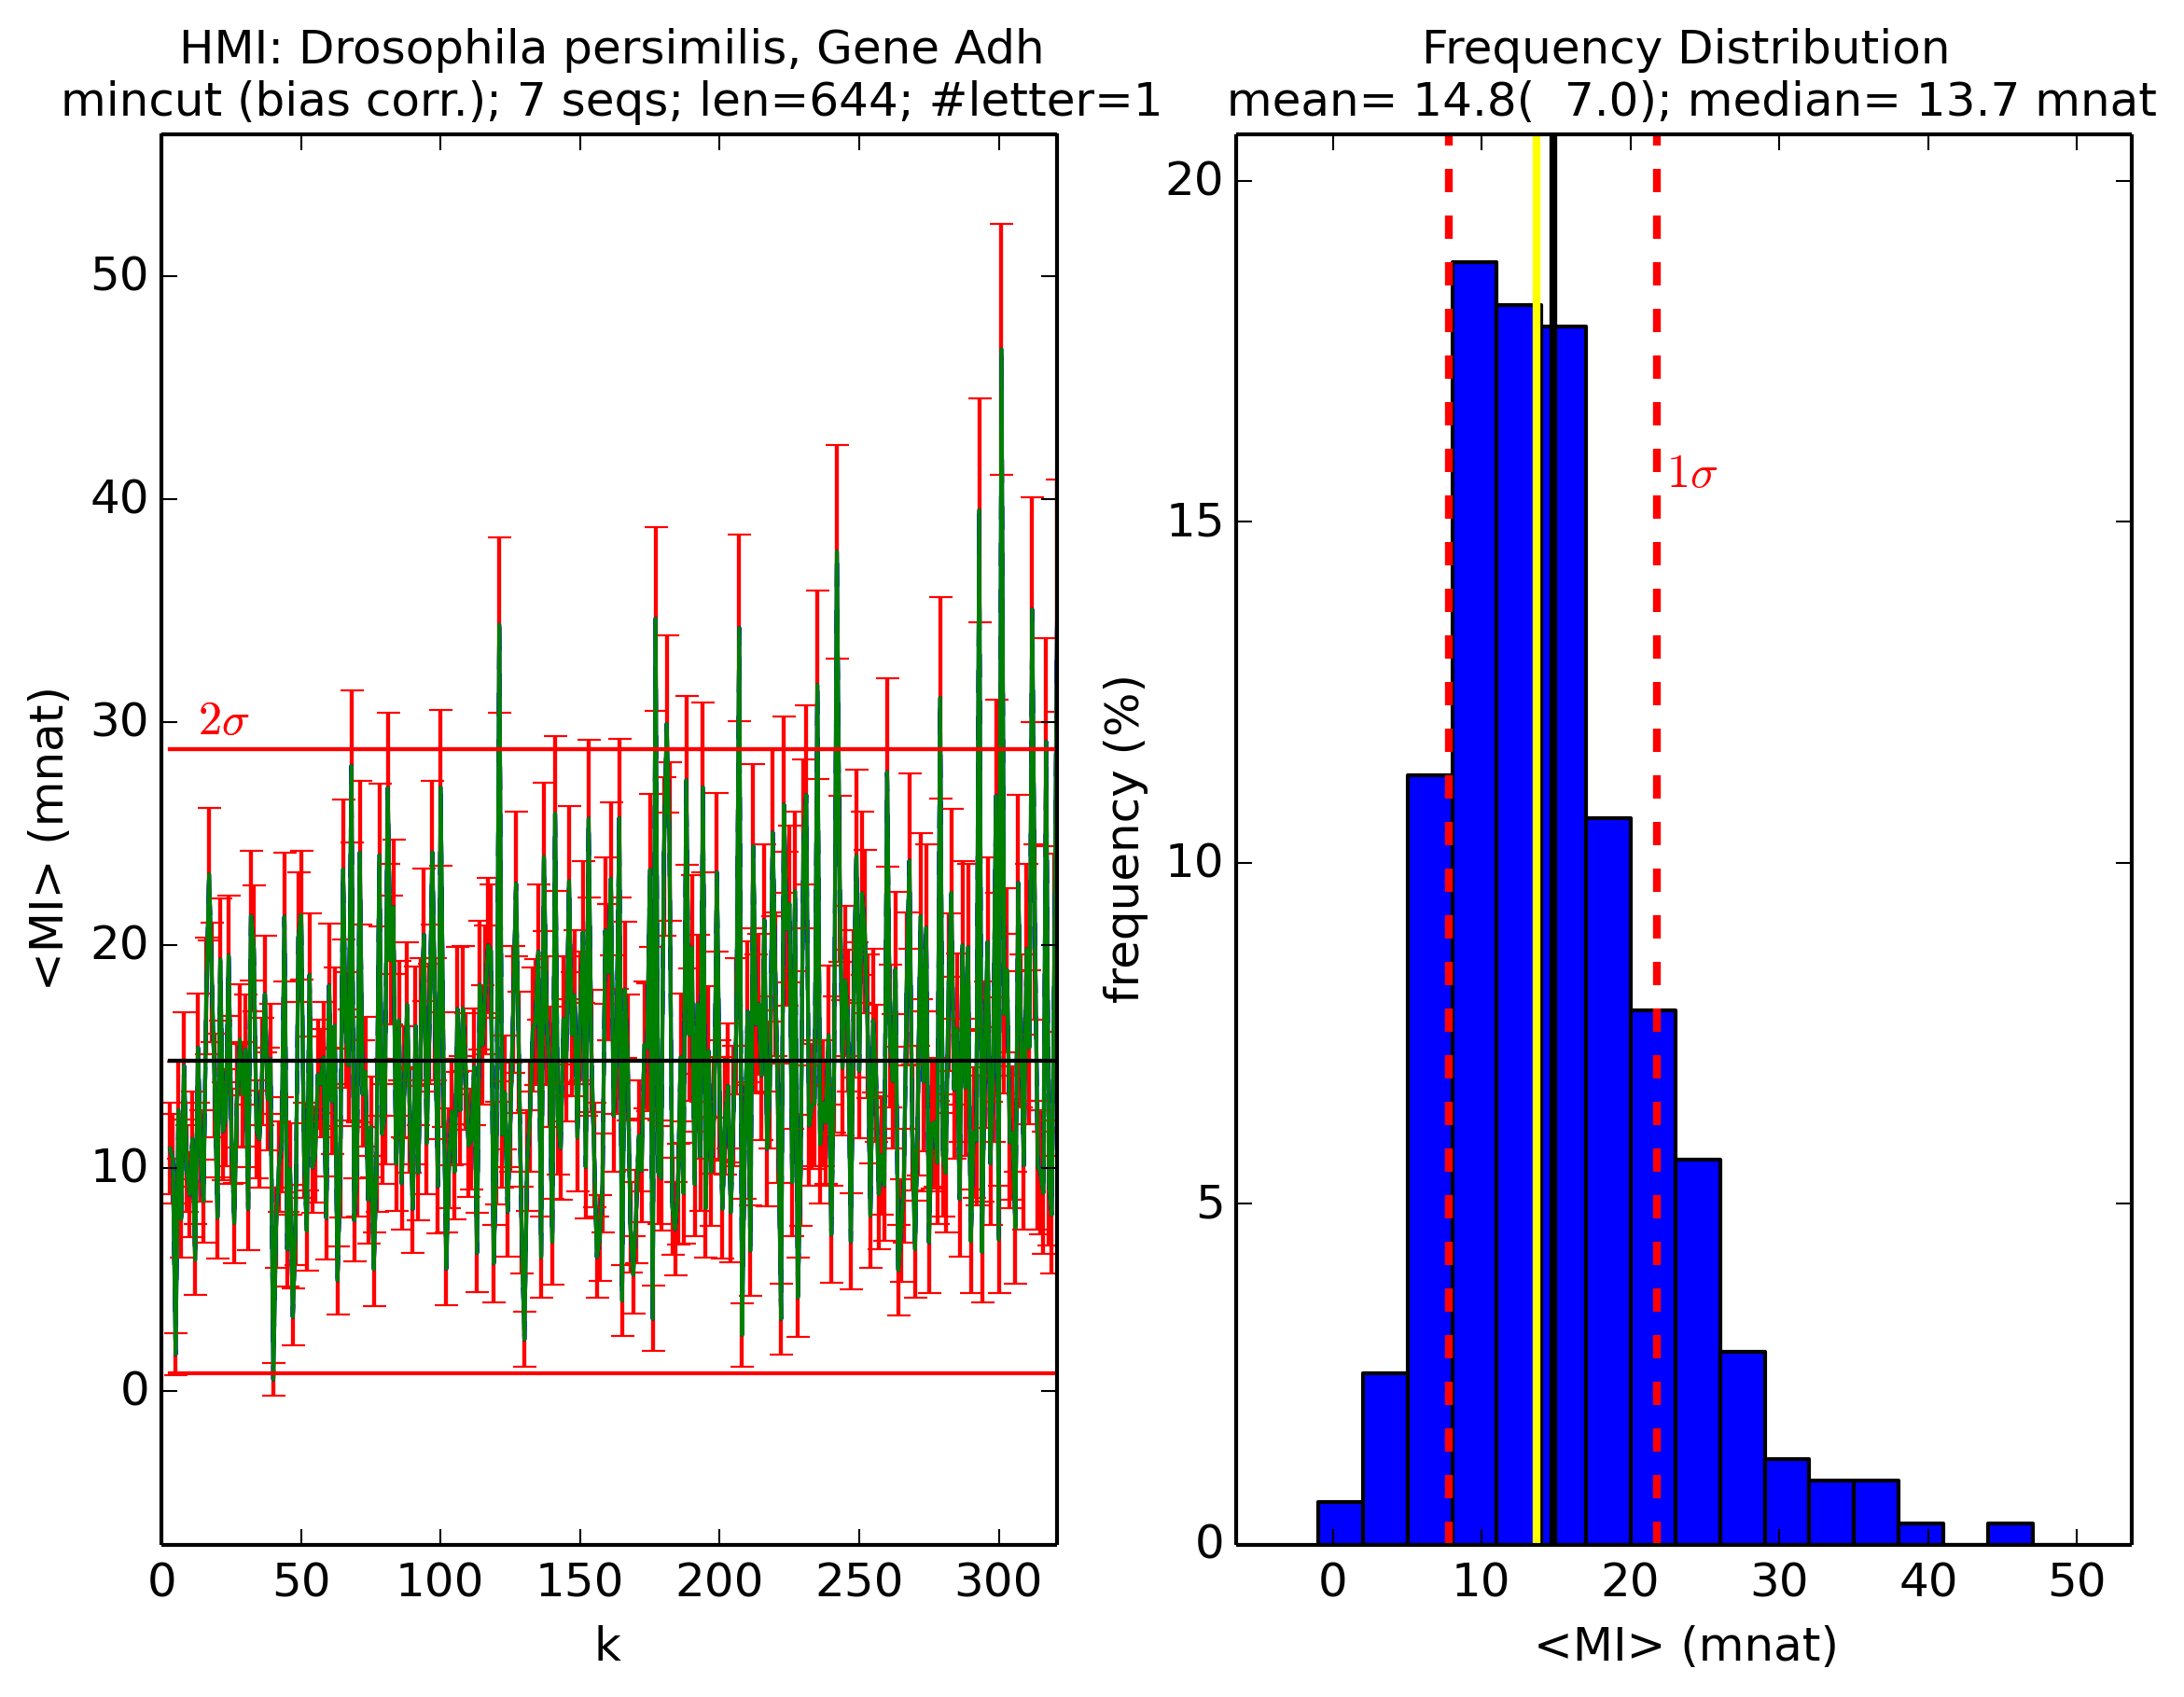 HMI: Drosophila persimilis, Gene Adh
mincut (bias corr.); 7 seqs; len=644; #letter=1
<MI> (mnat)
50
40
30
20
10
0
2σ
0 50 100 150 200 250 300
k
Frequency Distribution
mean= 14.8( 7.0); median= 13.7 mnat
frequency (%)
20
15
10
5
0
1σ
0 10 20 30 40 50
<MI> (mnat)